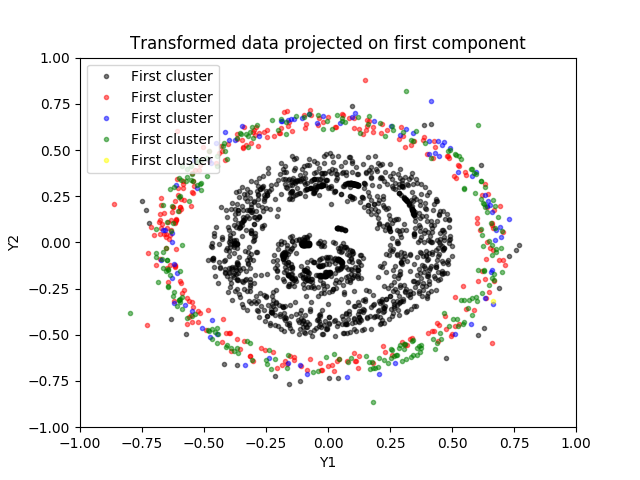 Transformed data projected on first component
First cluster
First cluster
First cluster
First cluster
First cluster
1.00
0.75
0.50
0.25
0.00
−0.25
−0.50
−0.75
−1.00
Y2
−1.00 −0.75 −0.50 −0.25 0.00 0.25 0.50 0.75 1.00
Y1